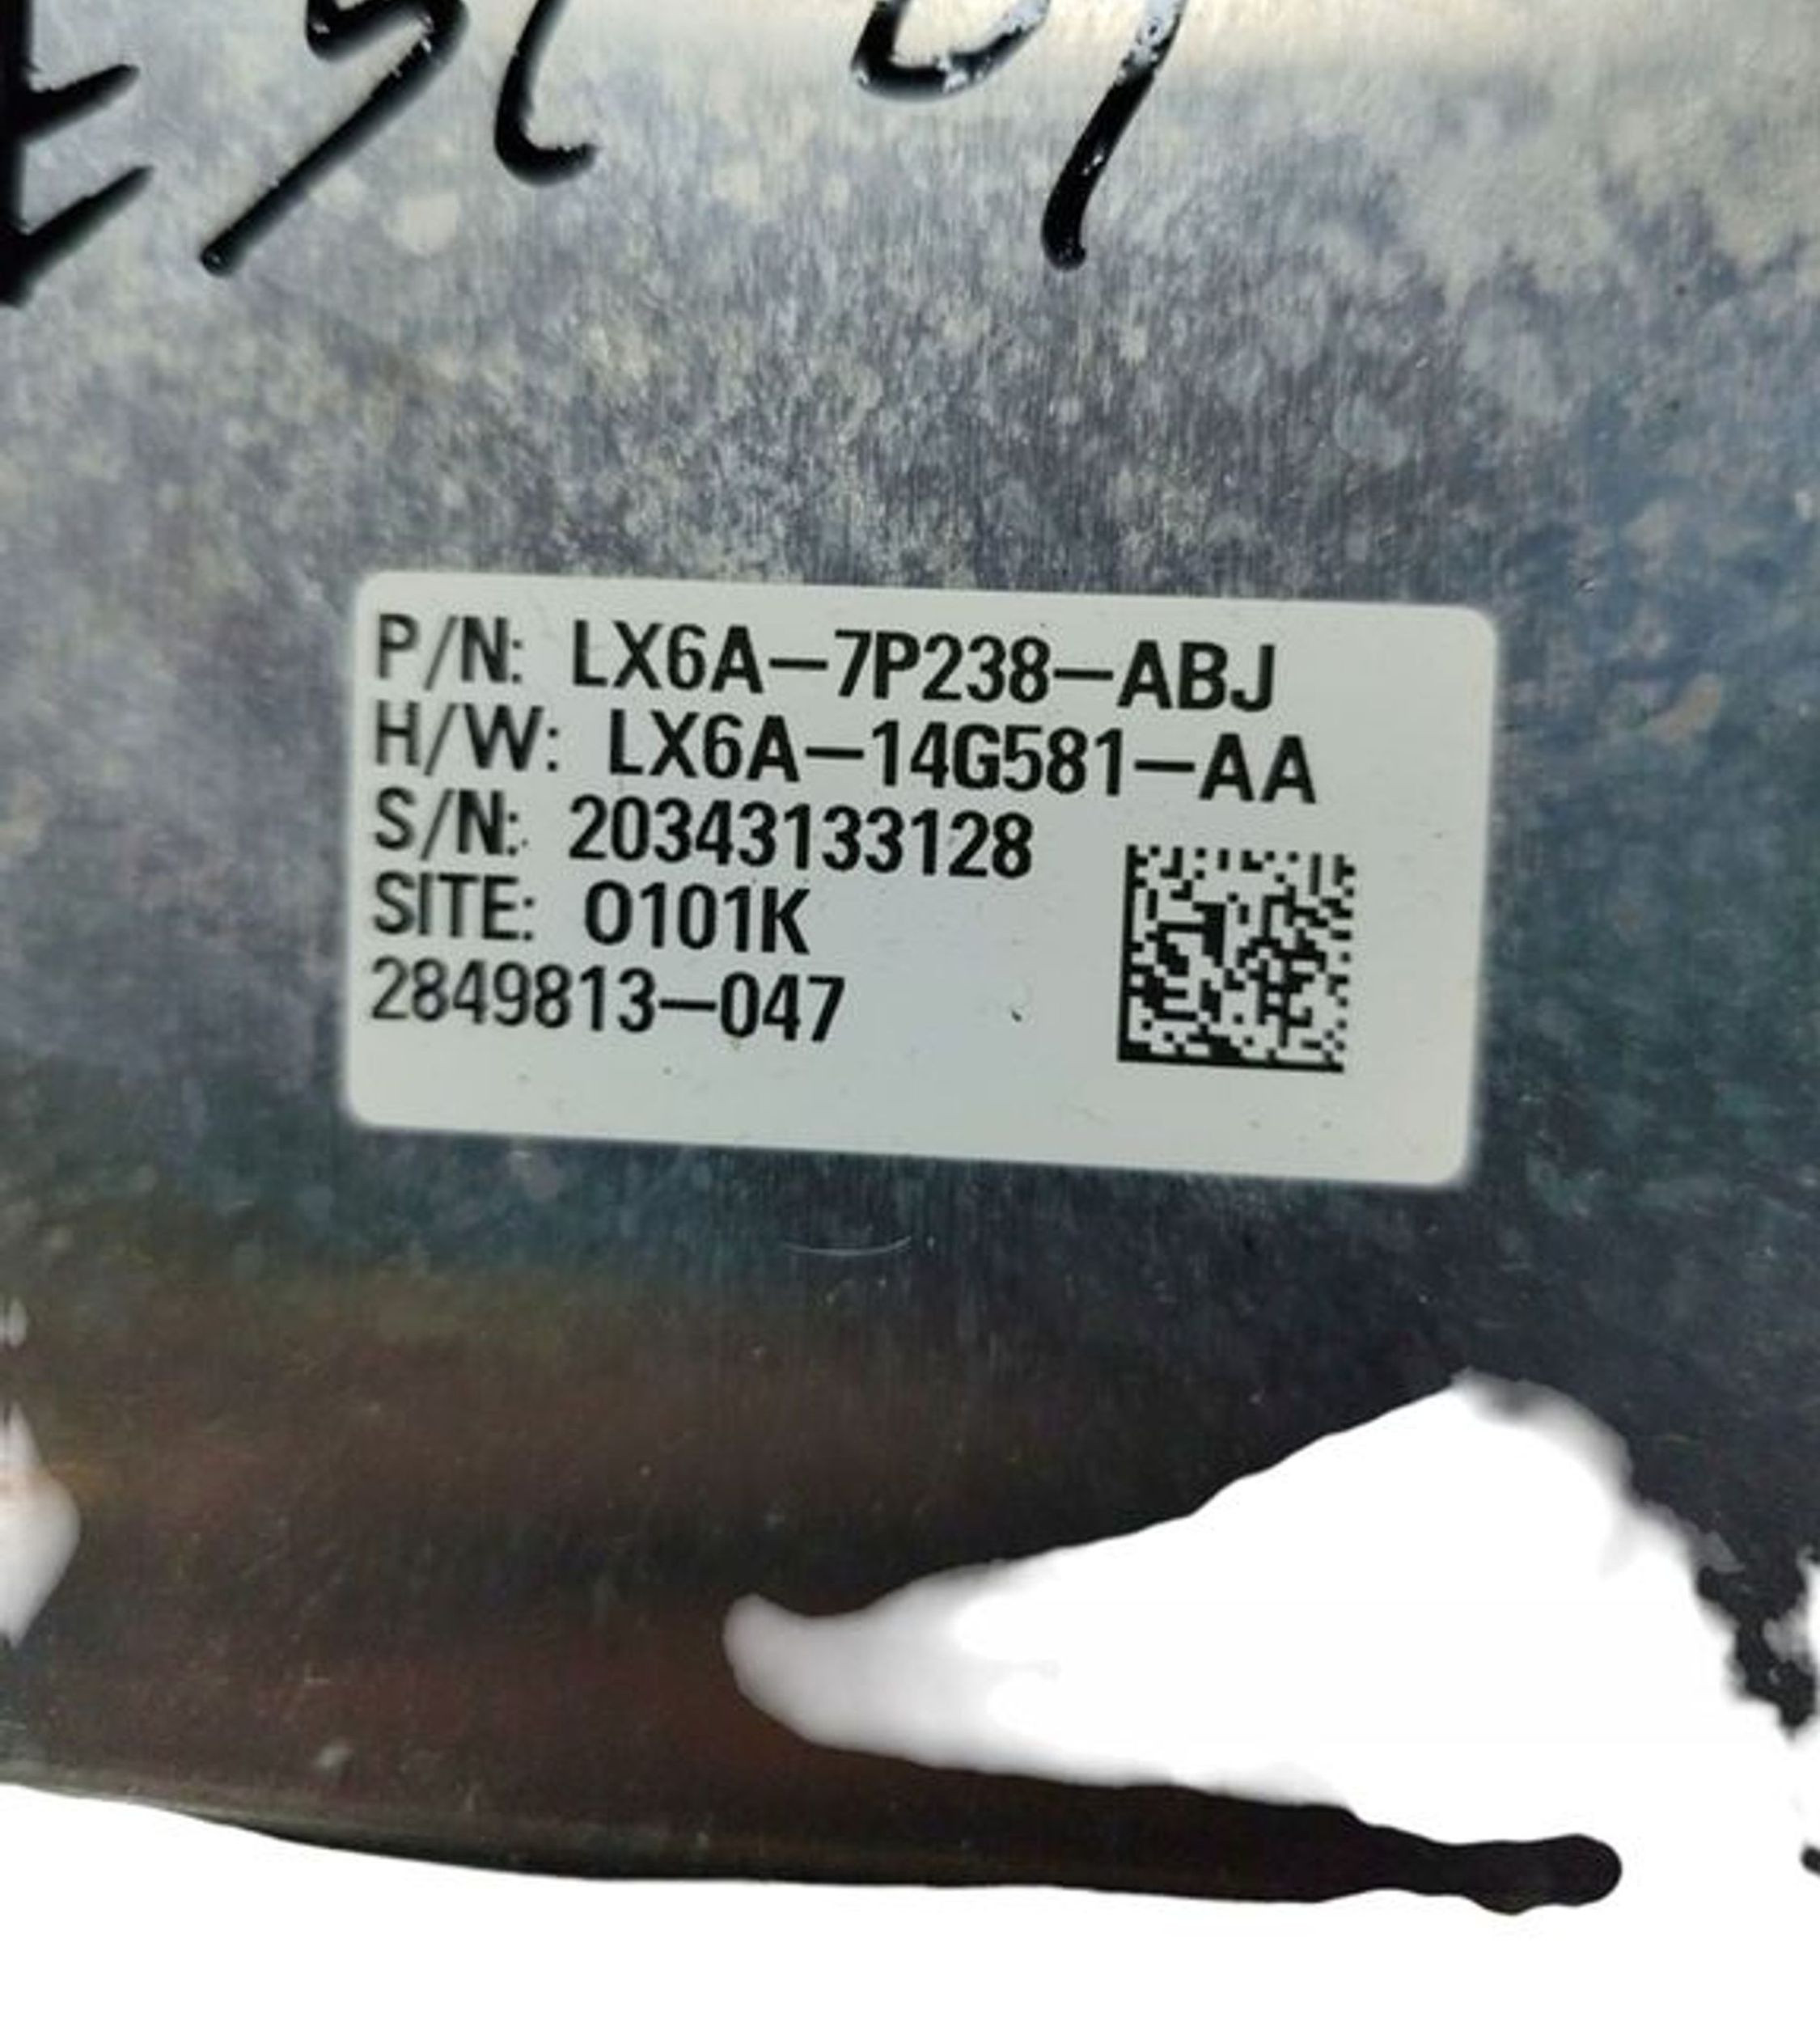 P/N: LX6A-7P238-ABJ
H/W: LX6A-14G581-AA
S/N: 20343133128
SITE: O101K
2849813-047